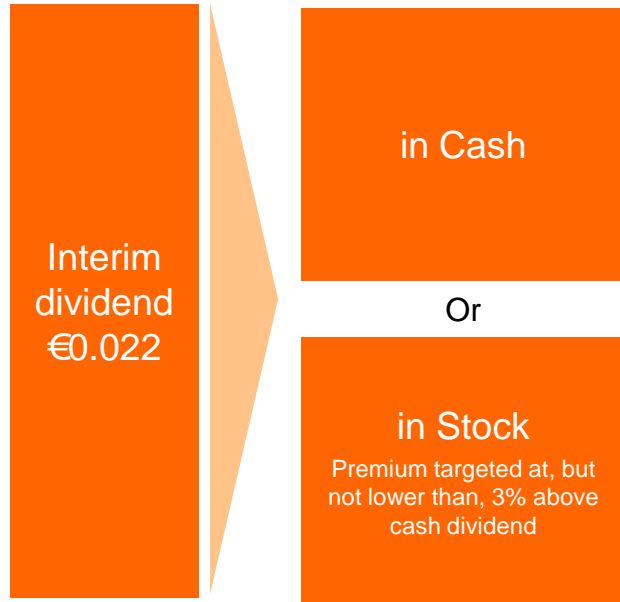 Interim
dividend
€0.022
in Cash
Or
in Stock
Premium targeted at, but
not lower than, 3% above
cash dividend